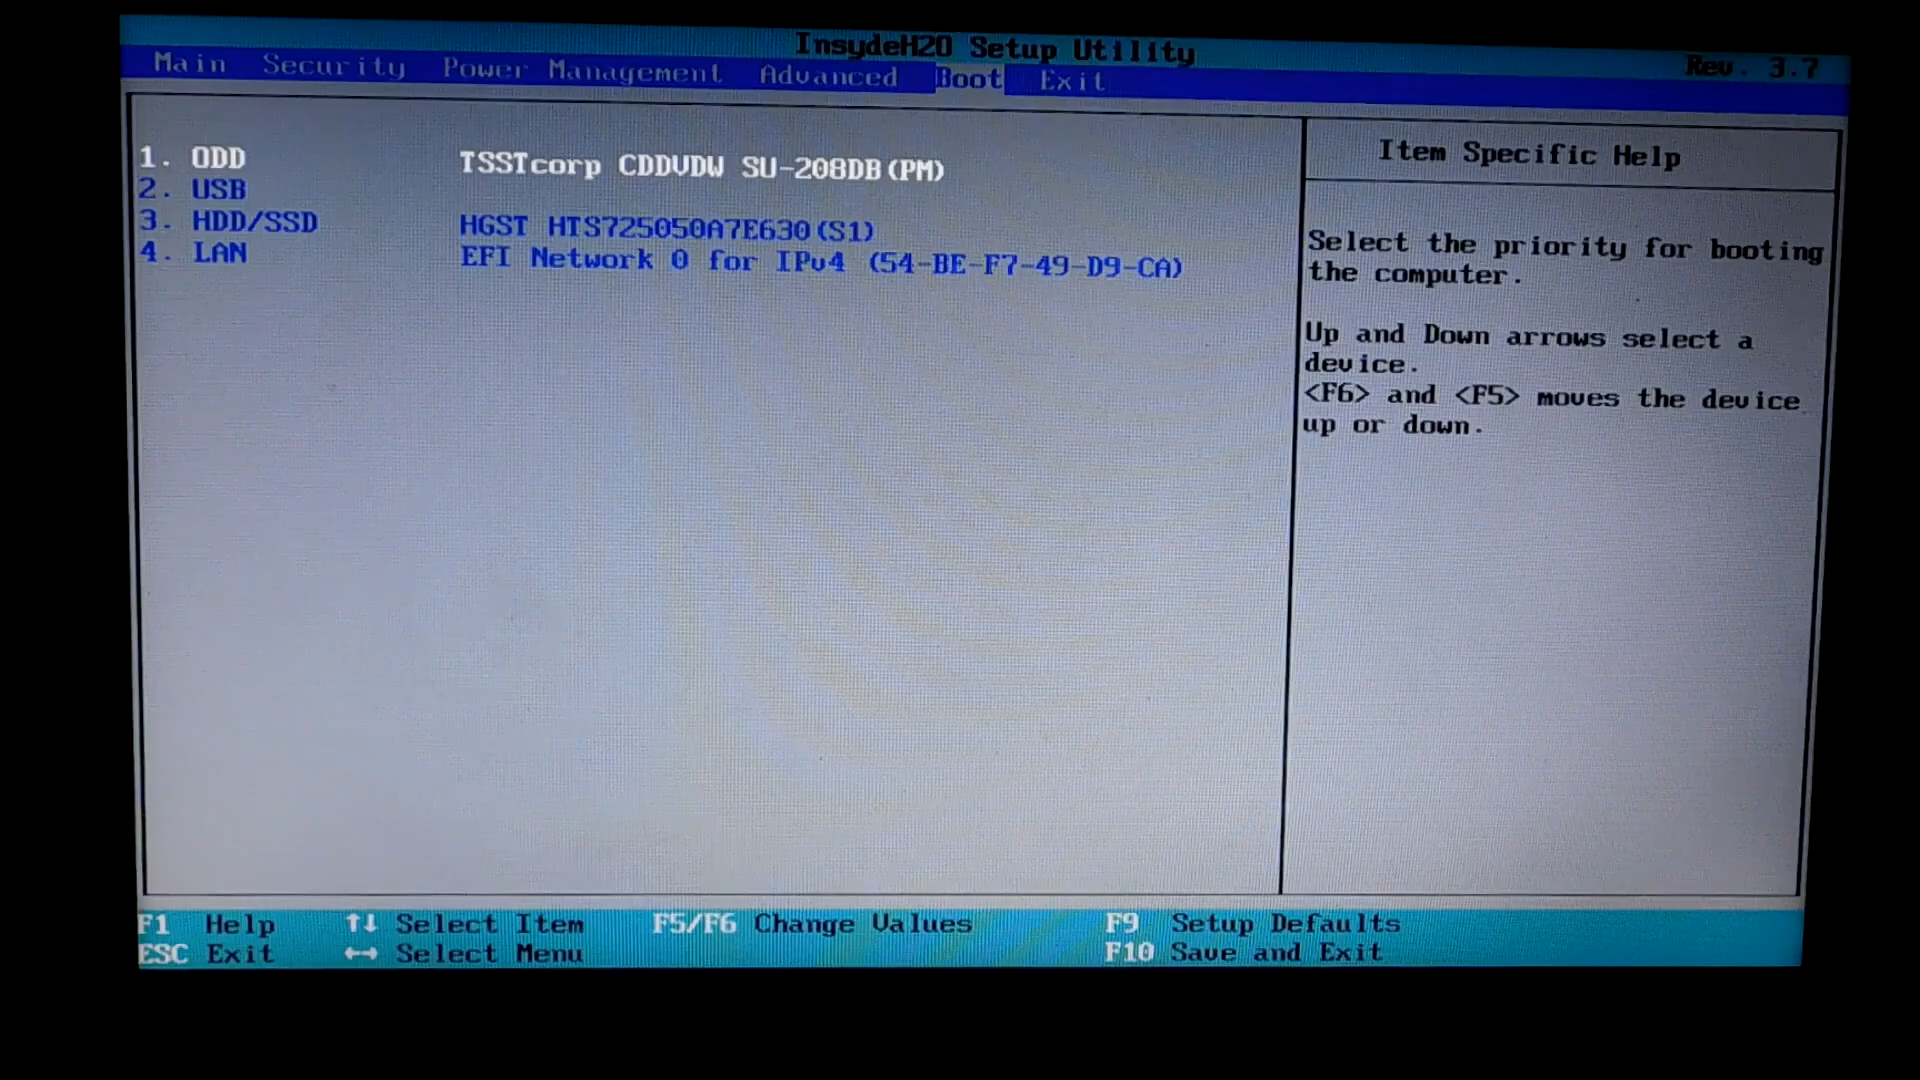 InsydeH2O Setup Utility
Rev. 3.7
Main Security Power Management Advanced Boot Exit
1. ODD TSSTcorp CDDVDW SU-208DB(PM)
2. USB
3. HDD/SSD HGST HTS725050A7E630(S1)
4. LAN EFI Network 0 for IPv4 (54-BE-F7-49-D9-CA)
Item Specific Help
Select the priority for booting
the computer.
Up and Down arrows select a
device.
<F6> and <F5> moves the device
up or down.
F1 Help ↑↓ Select Item F5/F6 Change Values F9 Setup Defaults
ESC Exit ↔ Select Menu F10 Save and Exit